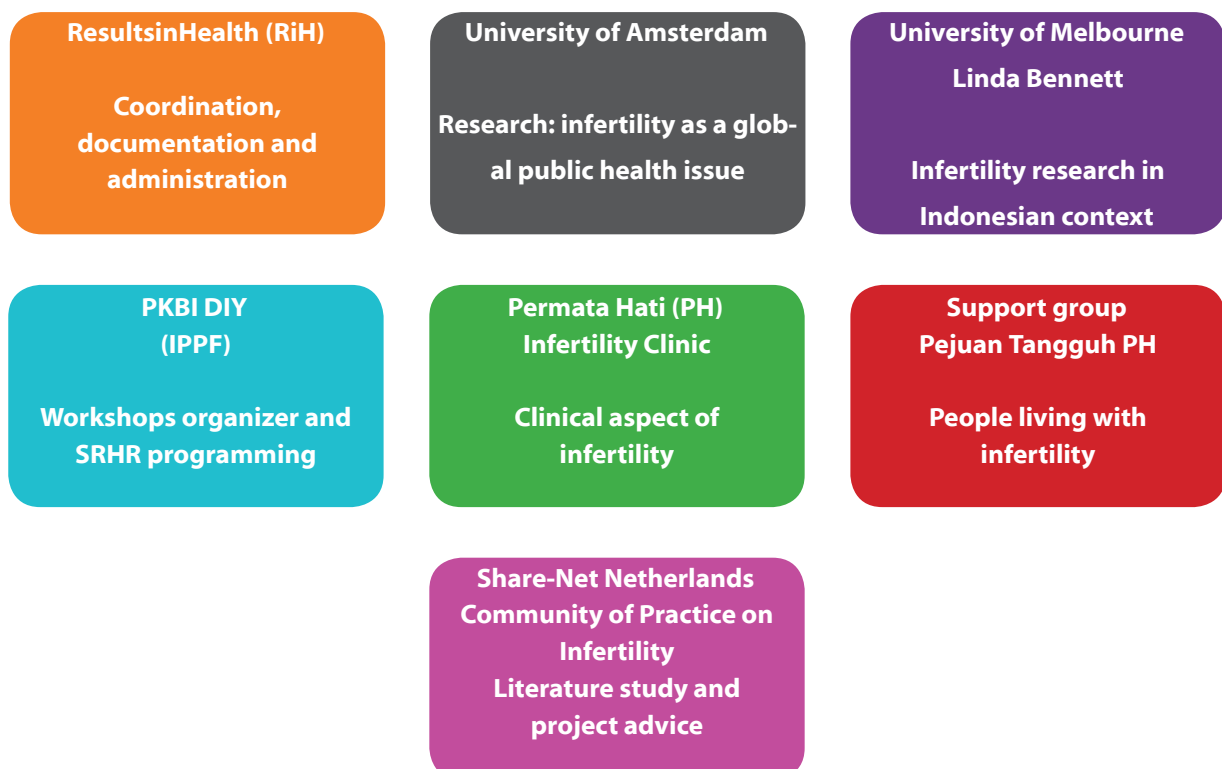 ResultsinHealth (RiH)
Coordination,
documentation and
administration
University of Amsterdam
Research: infertility as a glob-
al public health issue
University of Melbourne
Linda Bennett
Infertility research in
Indonesian context
PKBI DIY
(IPPF)
Workshops organizer and
SRHR programming
Permata Hati (PH)
Infertility Clinic
Clinical aspect of
infertility
Support group
Pejuan Tangguh PH
People living with
infertility
Share-Net Netherlands
Community of Practice on
Infertility
Literature study and
project advice